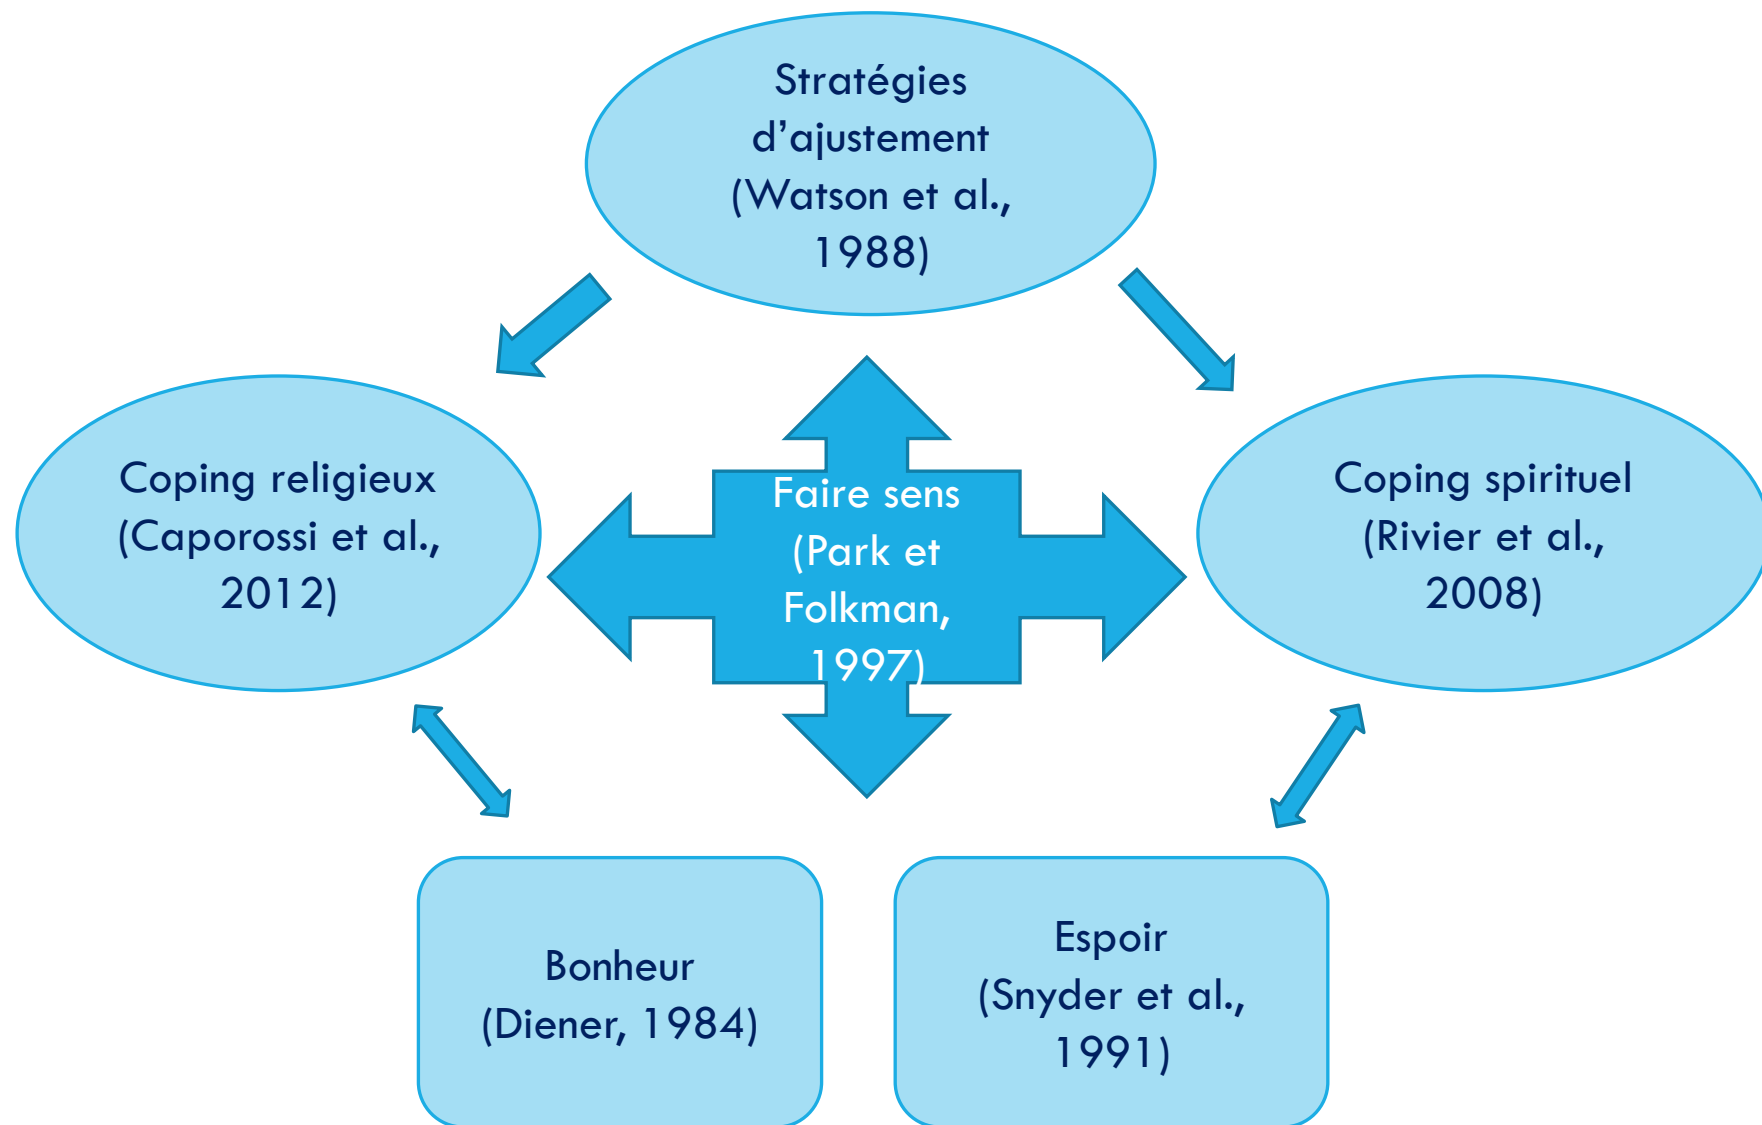 Stratégies
d’ajustement
(Watson et al.,
1988)
Coping religieux
(Caporossi et al.,
2012)
Faire sens
(Park et
Folkman,
1997)
Coping spirituel
(Rivier et al.,
2008)
Bonheur
(Diener, 1984)
Espoir
(Snyder et al.,
1991)